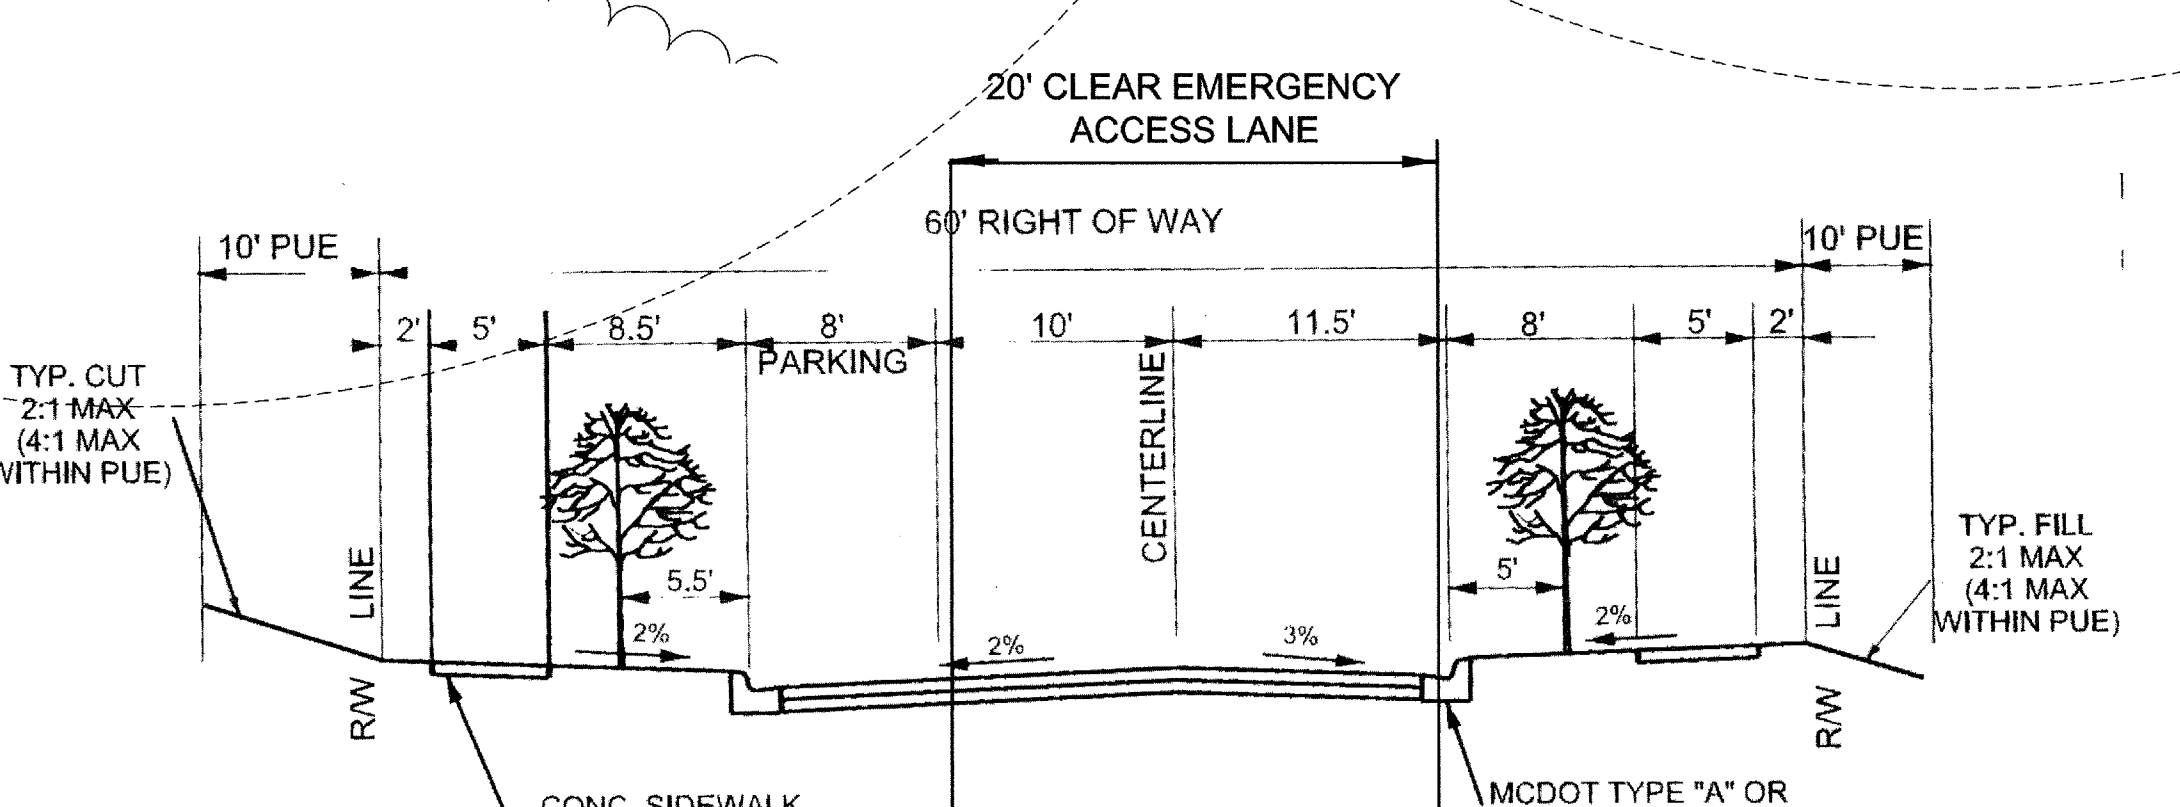 20' CLEAR EMERGENCY
ACCESS LANE
60' RIGHT OF WAY
10' PUE
10' PUE
2' 5' 8.5' 8' 10' 11.5' 8' 5' 2'
PARKING
TYP. CUT
2:1 MAX
(4:1 MAX
WITHIN PUE)
CENTERLINE
R/W LINE
5.5'
5'
2%
2%
3%
2%
R/W LINE
TYP. FILL
2:1 MAX
(4:1 MAX
WITHIN PUE)
CONC. SIDEWALK
MCDOT TYPE "A" OR